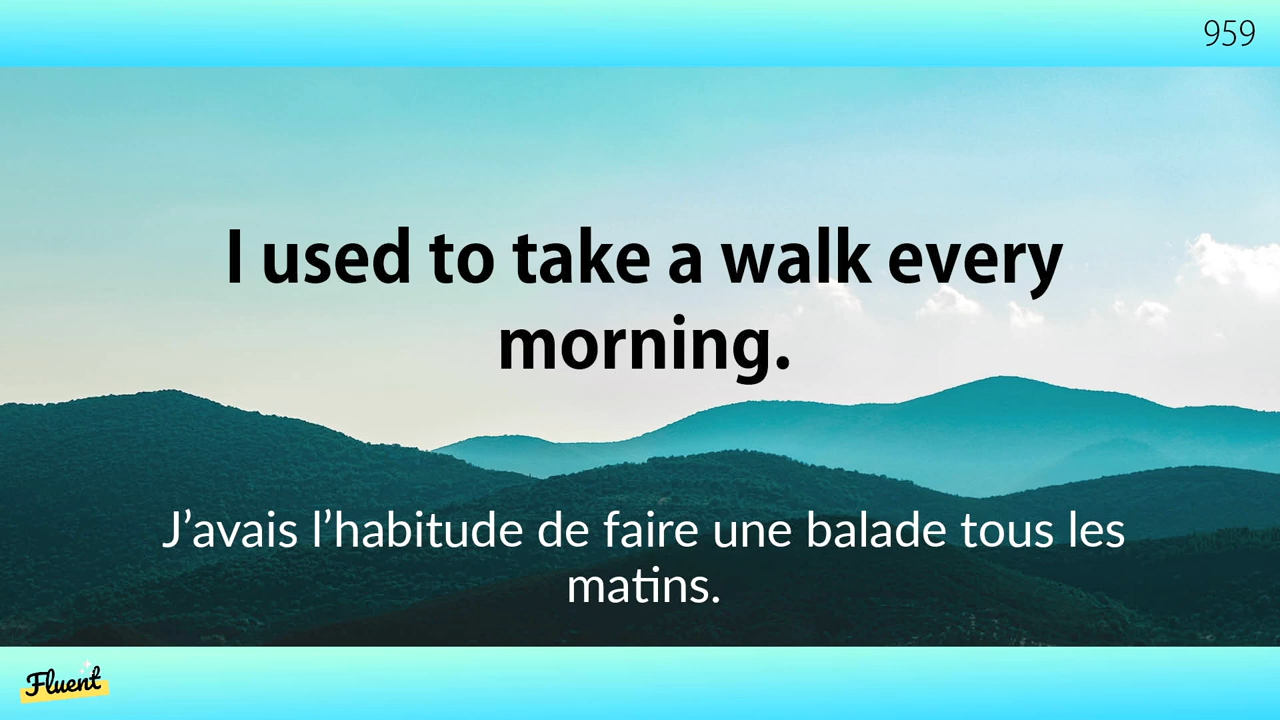 959
I used to take a walk every
morning.
J’avais l’habitude de faire une balade tous les
matins.
Fluent